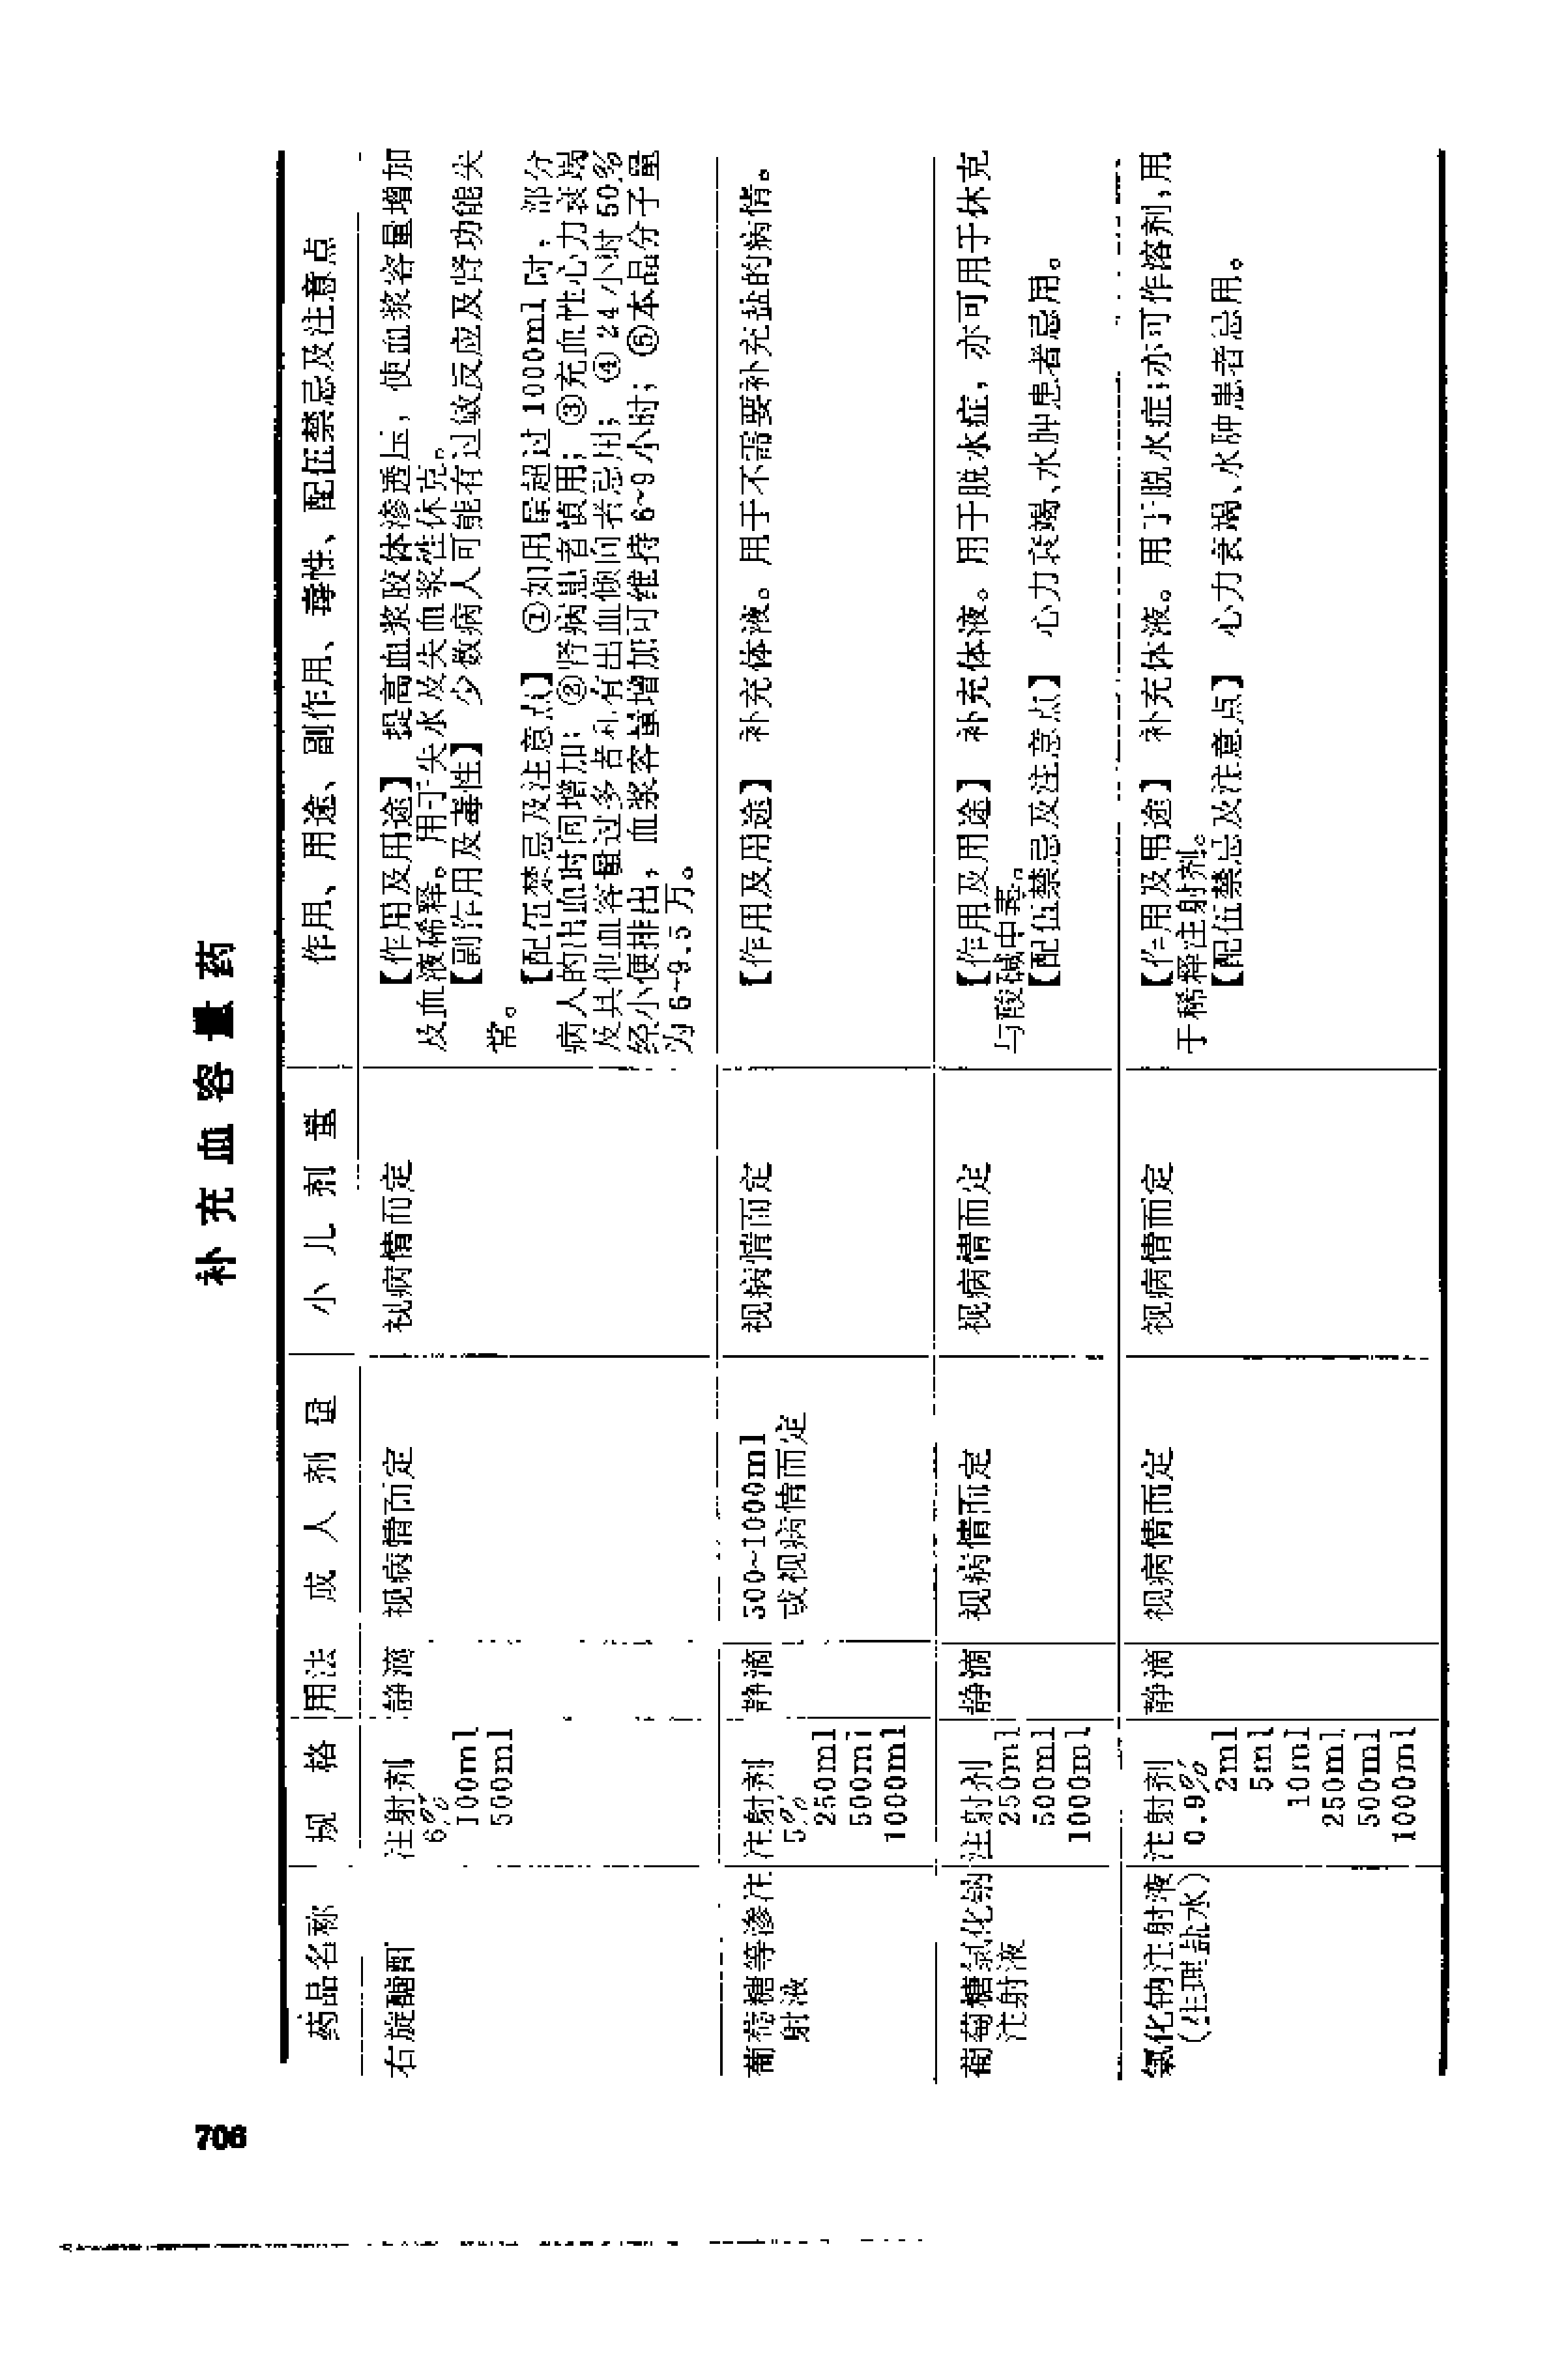 706
补充血容量药
药品名称 规格 用法 成人剂量 小儿剂量 作用、用途、副作用、毒性、配伍禁忌及注意点
右旋醣酐
注射剂
6%
100ml
500ml
静滴
视病情而定
视病情而定
【作用及用途】 提高血浆胶体渗透压，使血浆容量增加
及血液稀释。用于失水及失血浆性休克。
【副作用及毒性】 少数病人可能有过敏反应及肾功能失
常。
【配伍禁忌及注意点】 ①如用量超过1000ml时，部分
病人的出血时间增加；②肾病患者慎用；③充血性心力衰竭
及其他血容量过多者和有出血倾向者忌用；④24小时50%
经小便排出，血浆容量增加可维持6~9小时；⑤本品分子量
为6~9.5万。
葡萄糖等渗注
射液
注射剂
5%
250ml
500ml
1000ml
静滴
500~1000ml
或视病情而定
视病情而定
【作用及用途】 补充体液。用于不需要补充盐的病情。
葡萄糖氯化钠
注射液
注射剂
250ml
500ml
1000ml
静滴
视病情而定
视病情而定
【作用及用途】 补充体液。用于脱水症，亦可用于休克
与酸碱中毒。
【配伍禁忌及注意点】 心力衰竭、水肿患者忌用。
氯化钠注射液
（生理盐水）
注射剂
0.9%
2ml
5ml
10ml
250ml
500ml
1000ml
静滴
视病情而定
视病情而定
【作用及用途】 补充体液。用于脱水症；亦可作溶剂，用
于稀释注射剂。
【配伍禁忌及注意点】 心力衰竭、水肿患者忌用。